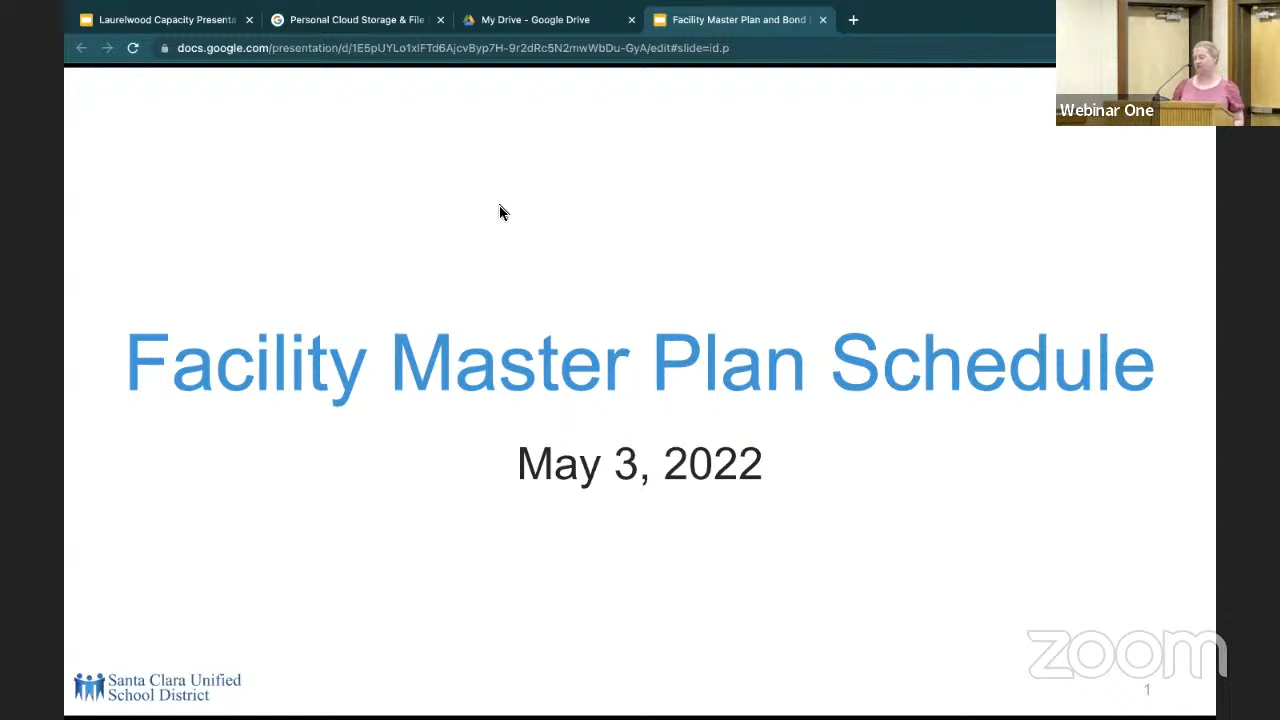 Laurelwood Capacity Presenta
Personal Cloud Storage & File
My Drive - Google Drive
Facility Master Plan and Bond
docs.google.com/presentation/d/1E5pUYLo1xIFTd6AjcvByp7H-9r2dRc5N2mwWbDu-GyA/edit#slide=id.p
Webinar One
Facility Master Plan Schedule
May 3, 2022
Santa Clara Unified
School District
zoom
1